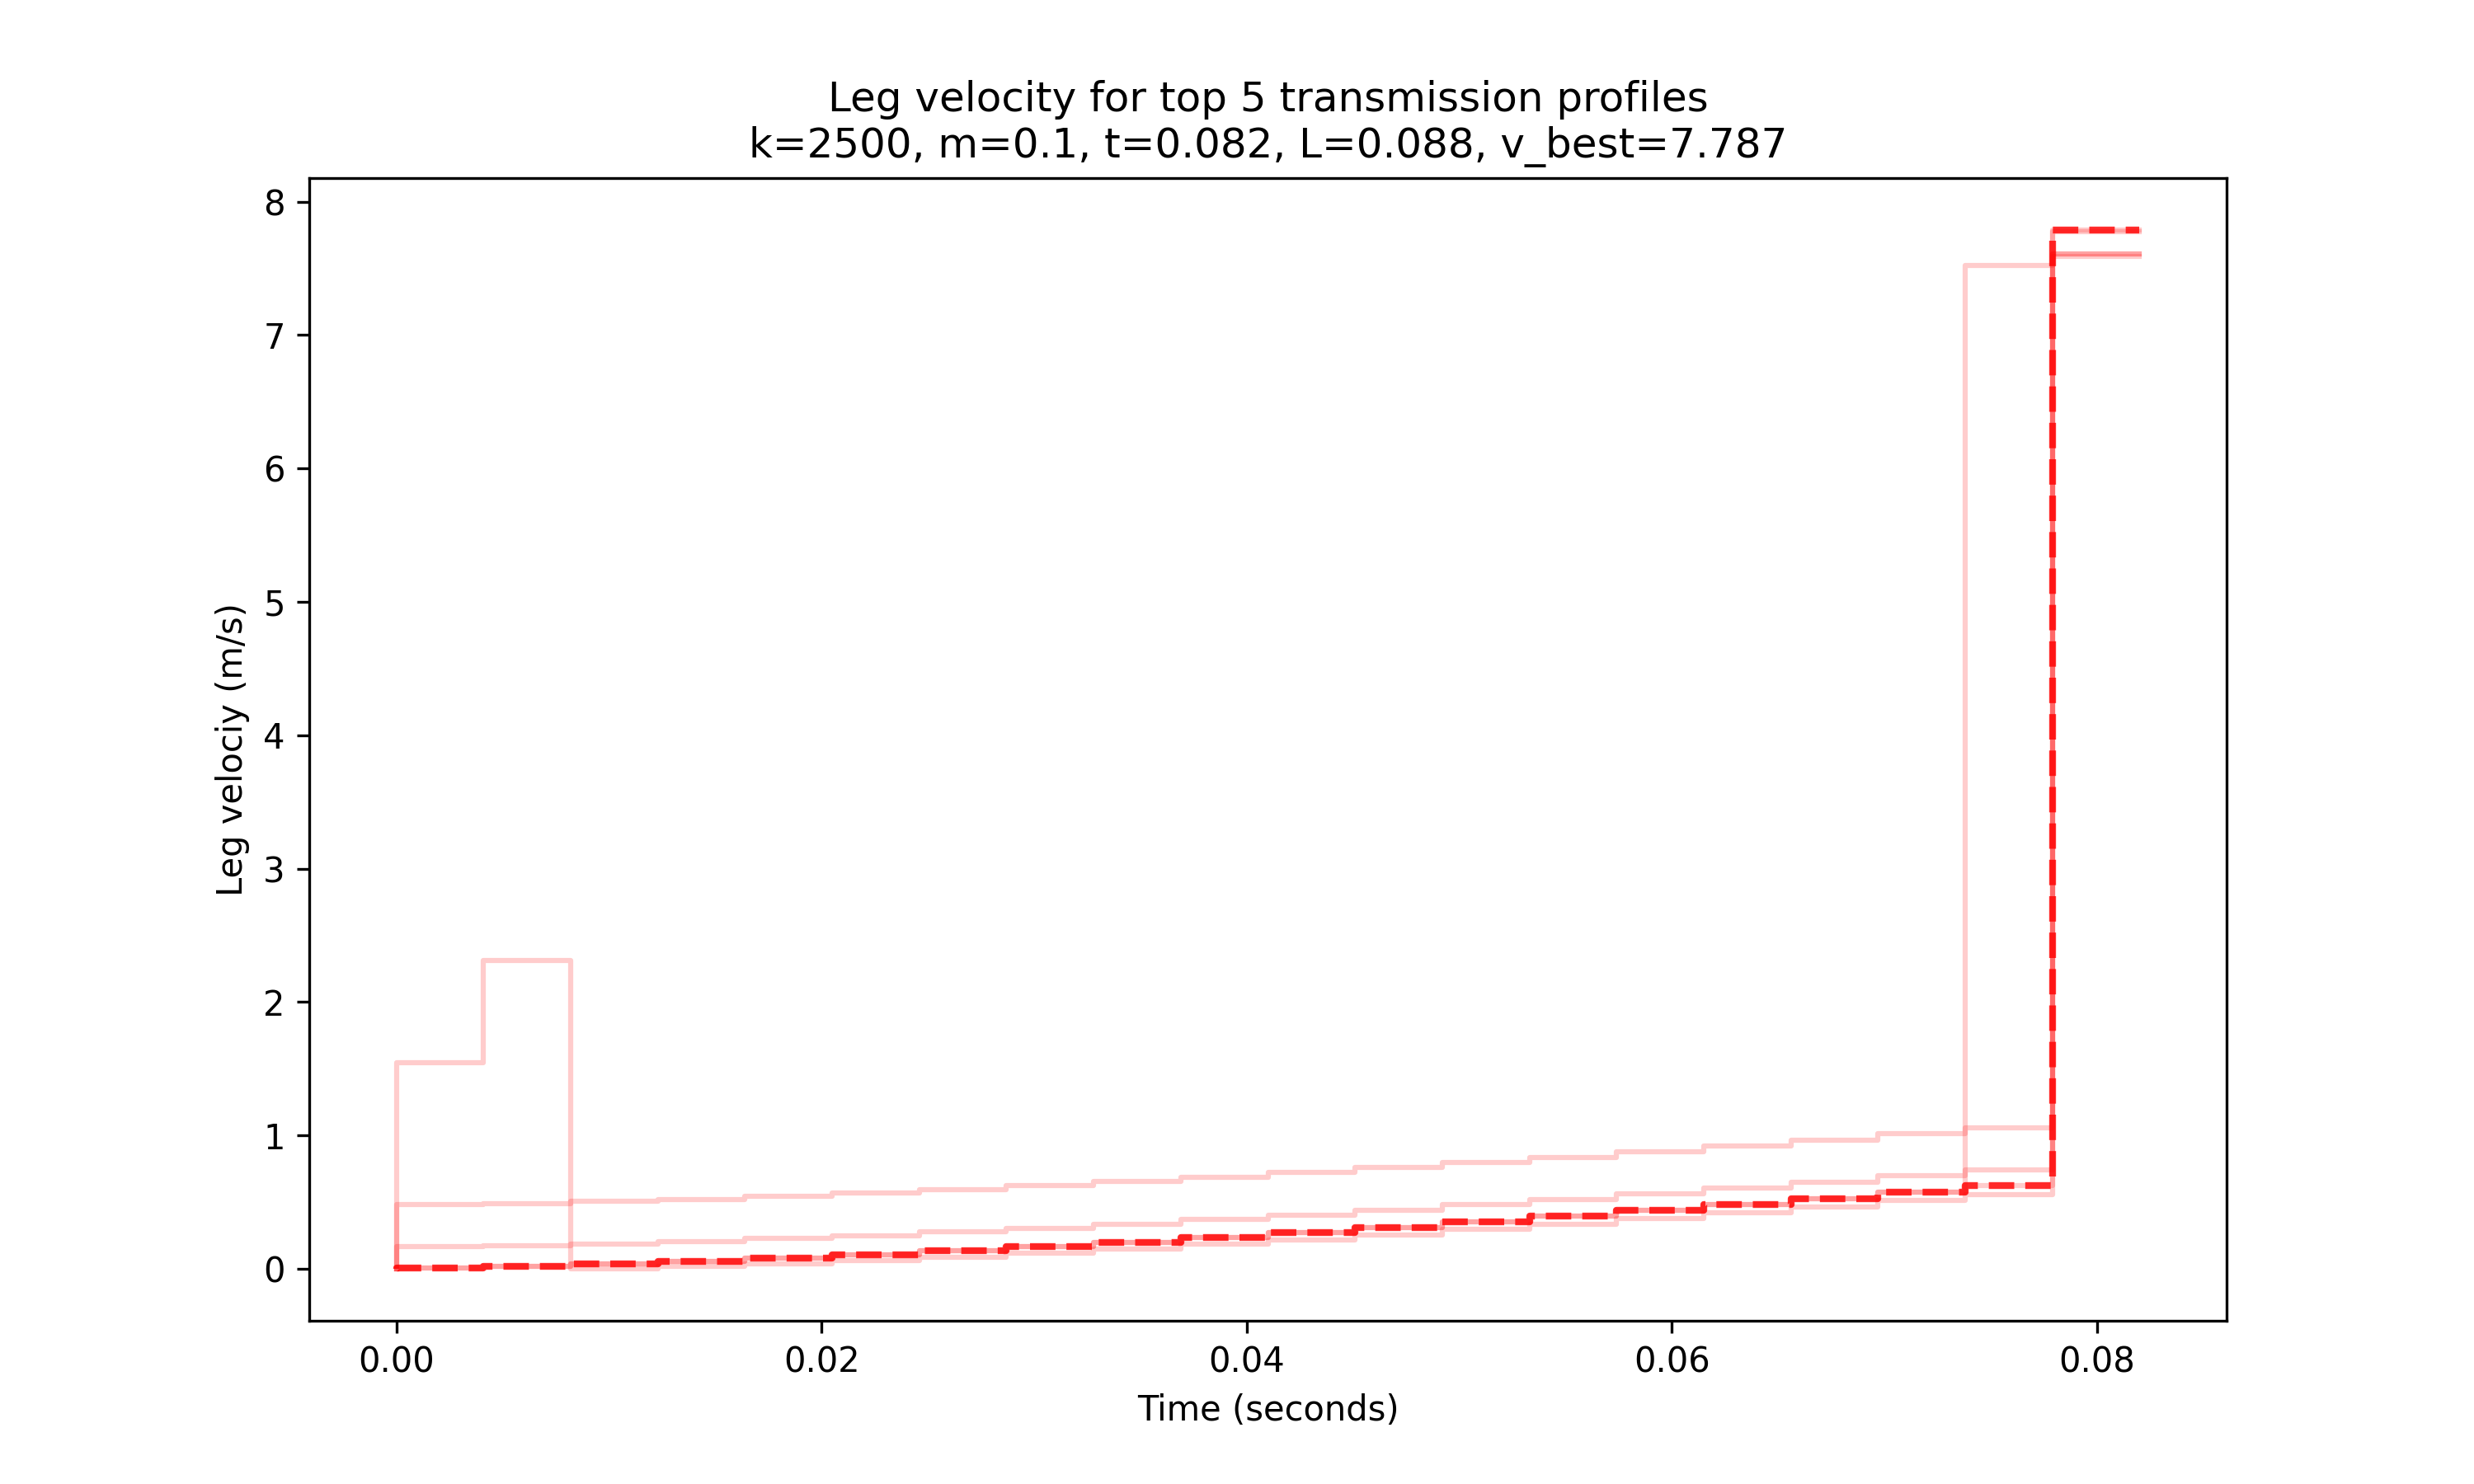 Leg velocity for top 5 transmission profiles
k=2500, m=0.1, t=0.082, L=0.088, v_best=7.787
8
7
6
5
4
3
2
1
0
Leg velociy (m/s)
0.00 0.02 0.04 0.06 0.08
Time (seconds)